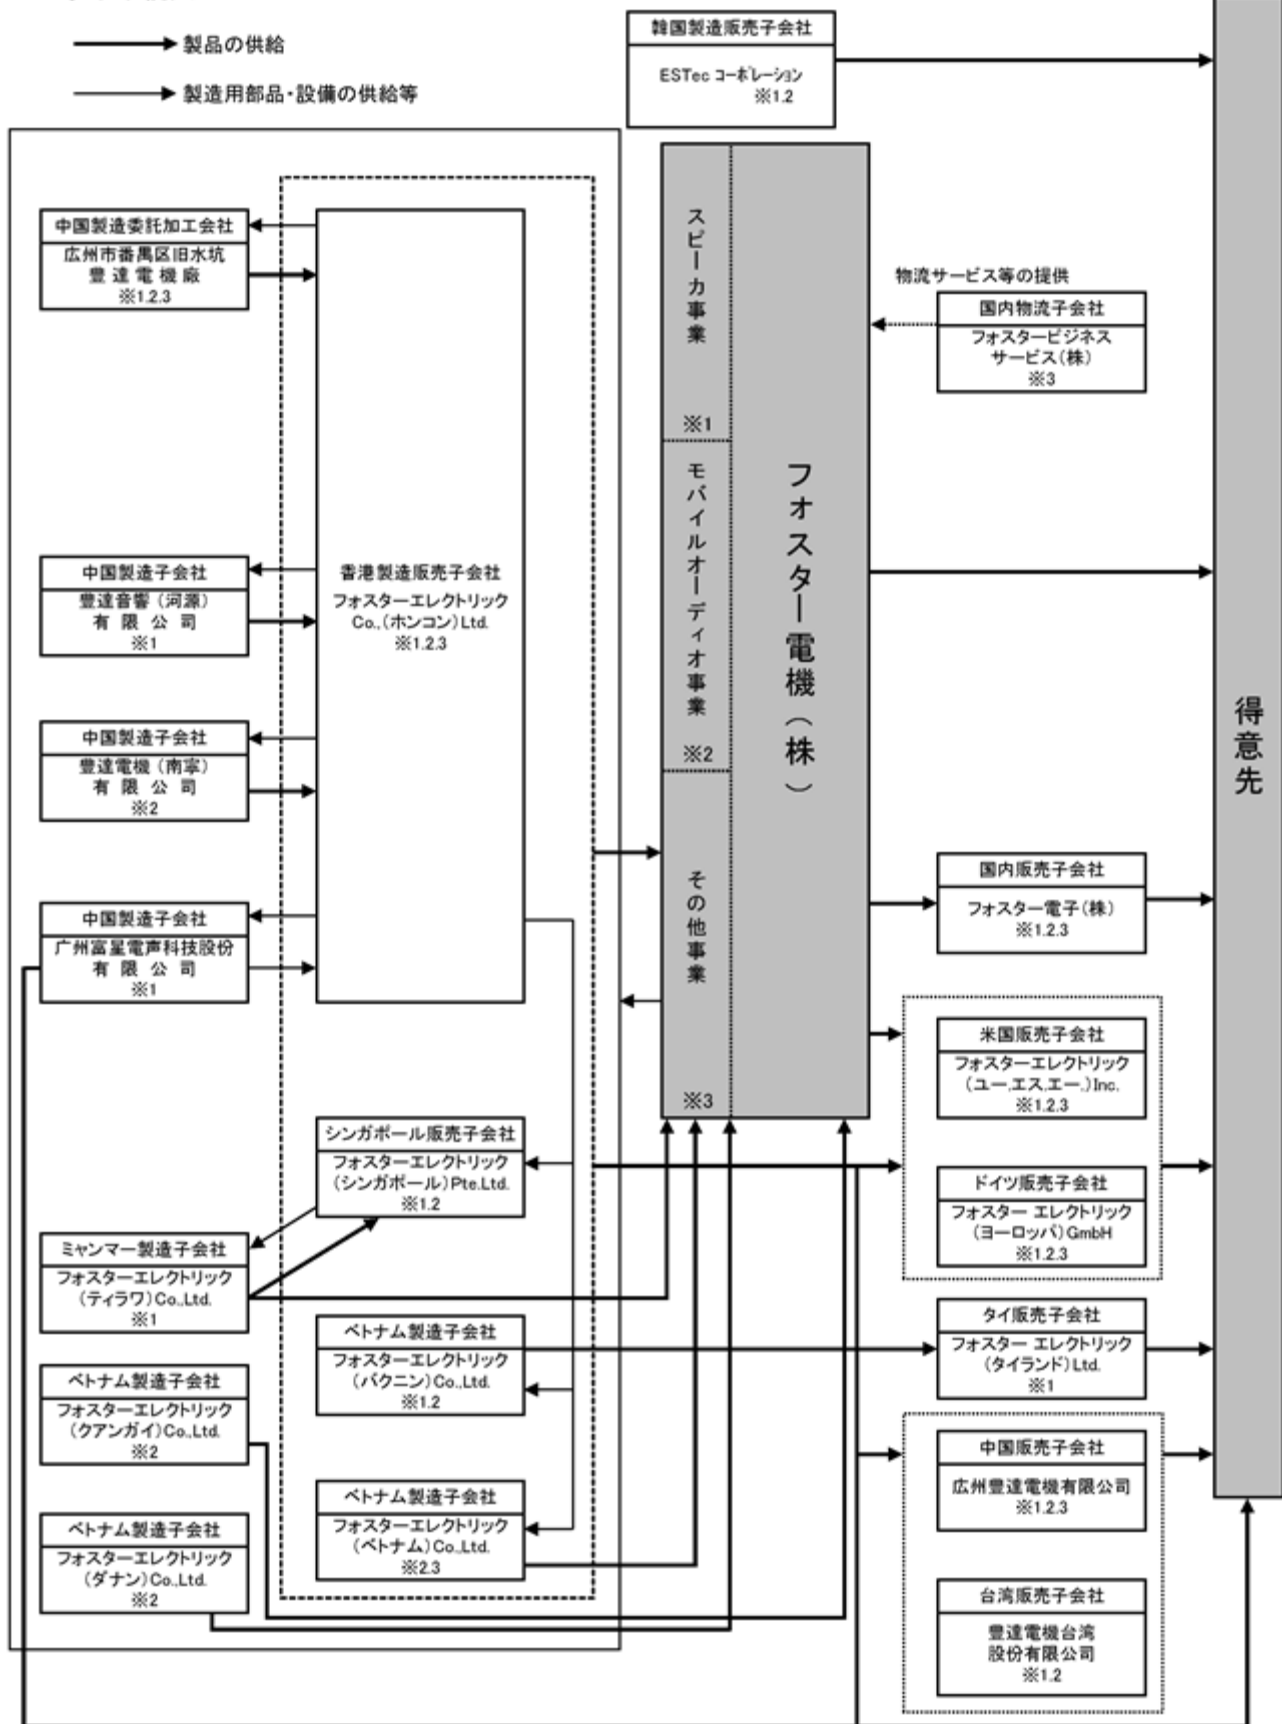 製品の供給
製造用部品・設備の供給等
韓国製造販売子会社
ESTec コーポレーション
※1.2
中国製造委託加工会社
広州市番禺区旧水坑
豊達電機廠
※1.2.3
中国製造子会社
豊達音響(河源)
有限公司
※1
中国製造子会社
豊達電機(南寧)
有限公司
※2
中国製造子会社
广州富星電声科技股份
有限公司
※1
香港製造販売子会社
フォスターエレクトリック
Co.,(ホンコン)Ltd.
※1.2.3
シンガポール販売子会社
フォスターエレクトリック
(シンガポール)Pte.Ltd.
※1.2
ミャンマー製造子会社
フォスターエレクトリック
(ティラワ)Co.,Ltd.
※1
ベトナム製造子会社
フォスターエレクトリック
(バクニン)Co.,Ltd.
※1.2
ベトナム製造子会社
フォスターエレクトリック
(クアンガイ)Co.,Ltd.
※2
ベトナム製造子会社
フォスターエレクトリック
(ベトナム)Co.,Ltd.
※2.3
ベトナム製造子会社
フォスターエレクトリック
(ダナン)Co.,Ltd.
※2
スピーカ事業
※1
モバイルオーディオ事業
※2
その他事業
※3
フォスター電機(株)
物流サービス等の提供
国内物流子会社
フォスタービジネス
サービス(株)
※3
国内販売子会社
フォスター電子(株)
※1.2.3
米国販売子会社
フォスターエレクトリック
(ユー.エス.エー.)Inc.
※1.2.3
ドイツ販売子会社
フォスター エレクトリック
(ヨーロッパ)GmbH
※1.2.3
タイ販売子会社
フォスター エレクトリック
(タイランド)Ltd.
※1
中国販売子会社
広州豊達電機有限公司
※1.2.3
台湾販売子会社
豊達電機台湾
股份有限公司
※1.2
得意先